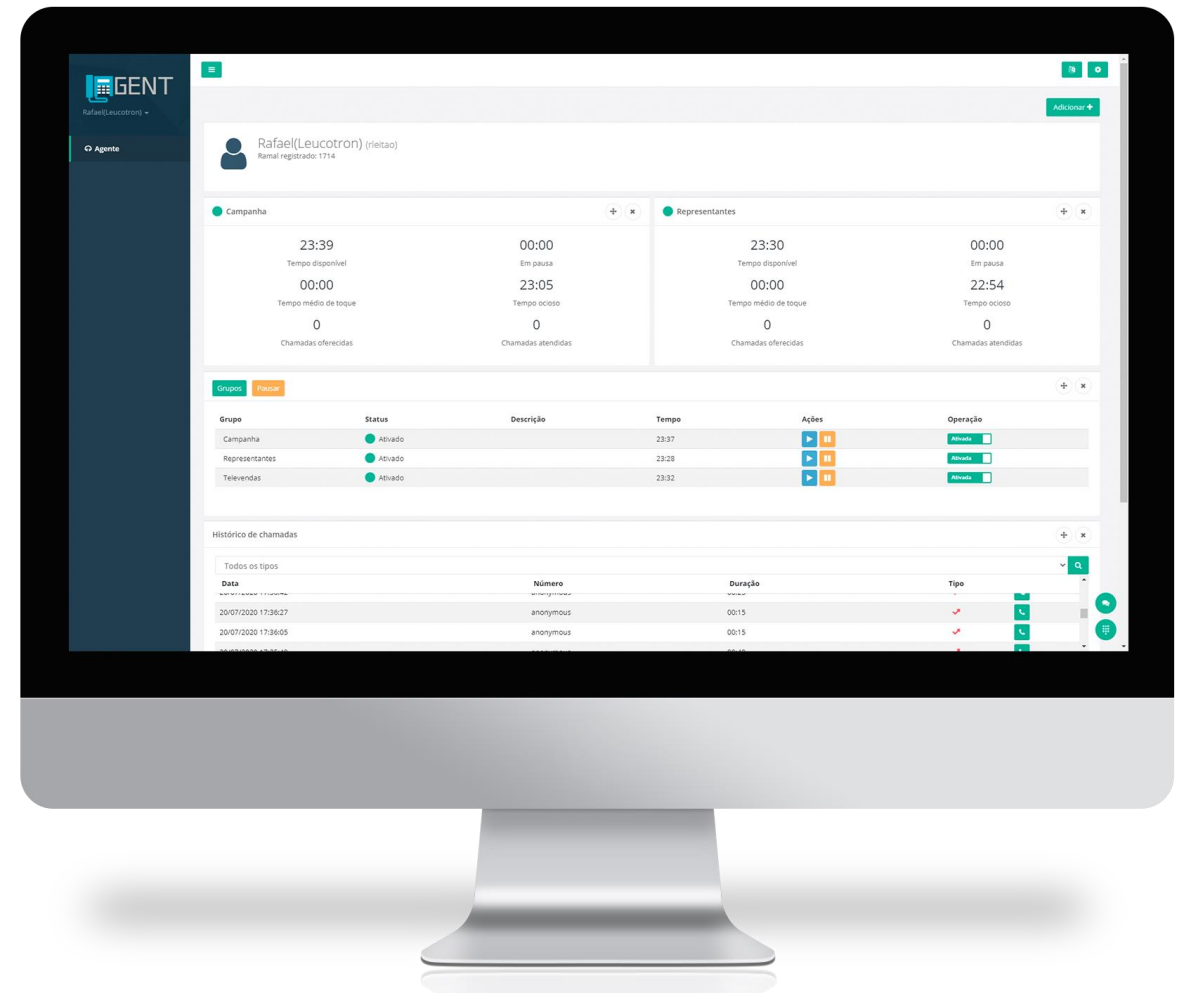 GENT
Rafael(Leucotron)
Agente
Adicionar
Rafael(Leucotron) (rleitao)
Ramal registrado: 1714
Campanha
23:39 00:00
Tempo disponível Em pausa
00:00 23:05
Tempo médio de toque Tempo ocioso
0 0
Chamadas oferecidas Chamadas atendidas
Representantes
23:30 00:00
Tempo disponível Em pausa
00:00 22:54
Tempo médio de toque Tempo ocioso
0 0
Chamadas oferecidas Chamadas atendidas
Grupos Pausar
Grupo Status Descrição Tempo Ações Operação
Campanha Ativado 23:37 Ativada
Representantes Ativado 23:28 Ativada
Televendas Ativado 23:32 Ativada
Histórico de chamadas
Todos os tipos
Data Número Duração Tipo
20/07/2020 17:36:27 anonymous 00:15
20/07/2020 17:36:05 anonymous 00:15